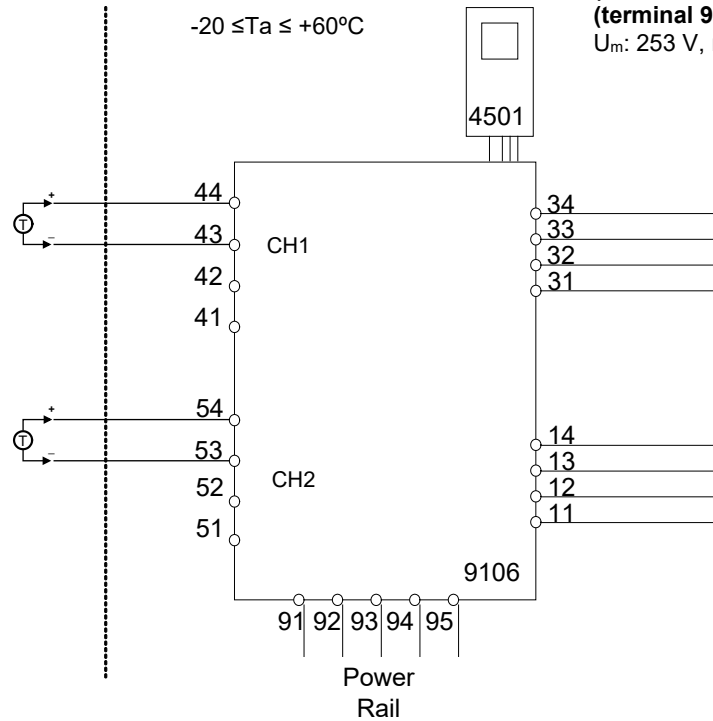 -20 ≤Ta ≤ +60ºC
(terminal 9
Um: 253 V,
4501
44
43
CH1
42
41
34
33
32
31
+
T
–
54
53
CH2
52
51
14
13
12
11
+
T
–
9106
91 92 93 94 95
Power
Rail